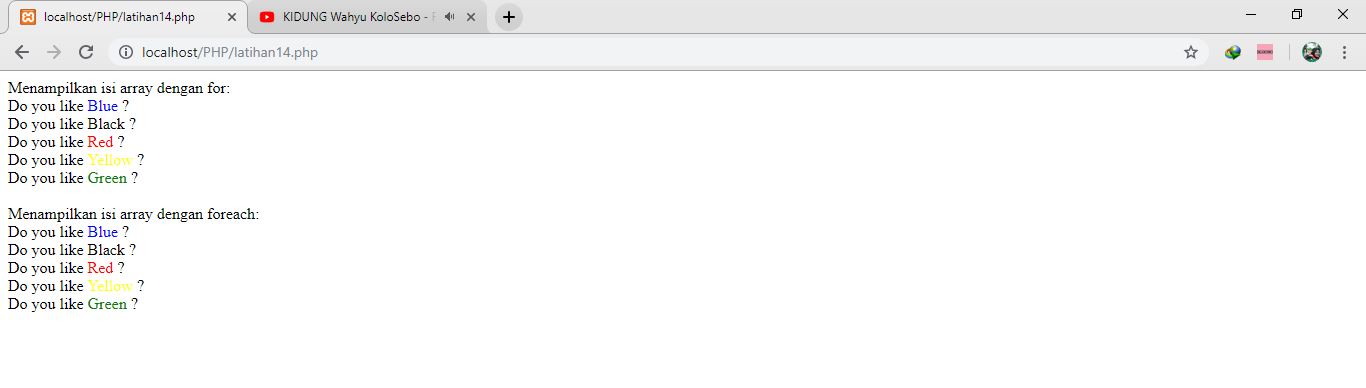 localhost/PHP/latihan14.php
KIDUNG Wahyu KoloSebo -
localhost/PHP/latihan14.php
Menampilkan isi array dengan for:
Do you like Blue ?
Do you like Black ?
Do you like Red ?
Do you like Yellow ?
Do you like Green ?
Menampilkan isi array dengan foreach:
Do you like Blue ?
Do you like Black ?
Do you like Red ?
Do you like Yellow ?
Do you like Green ?